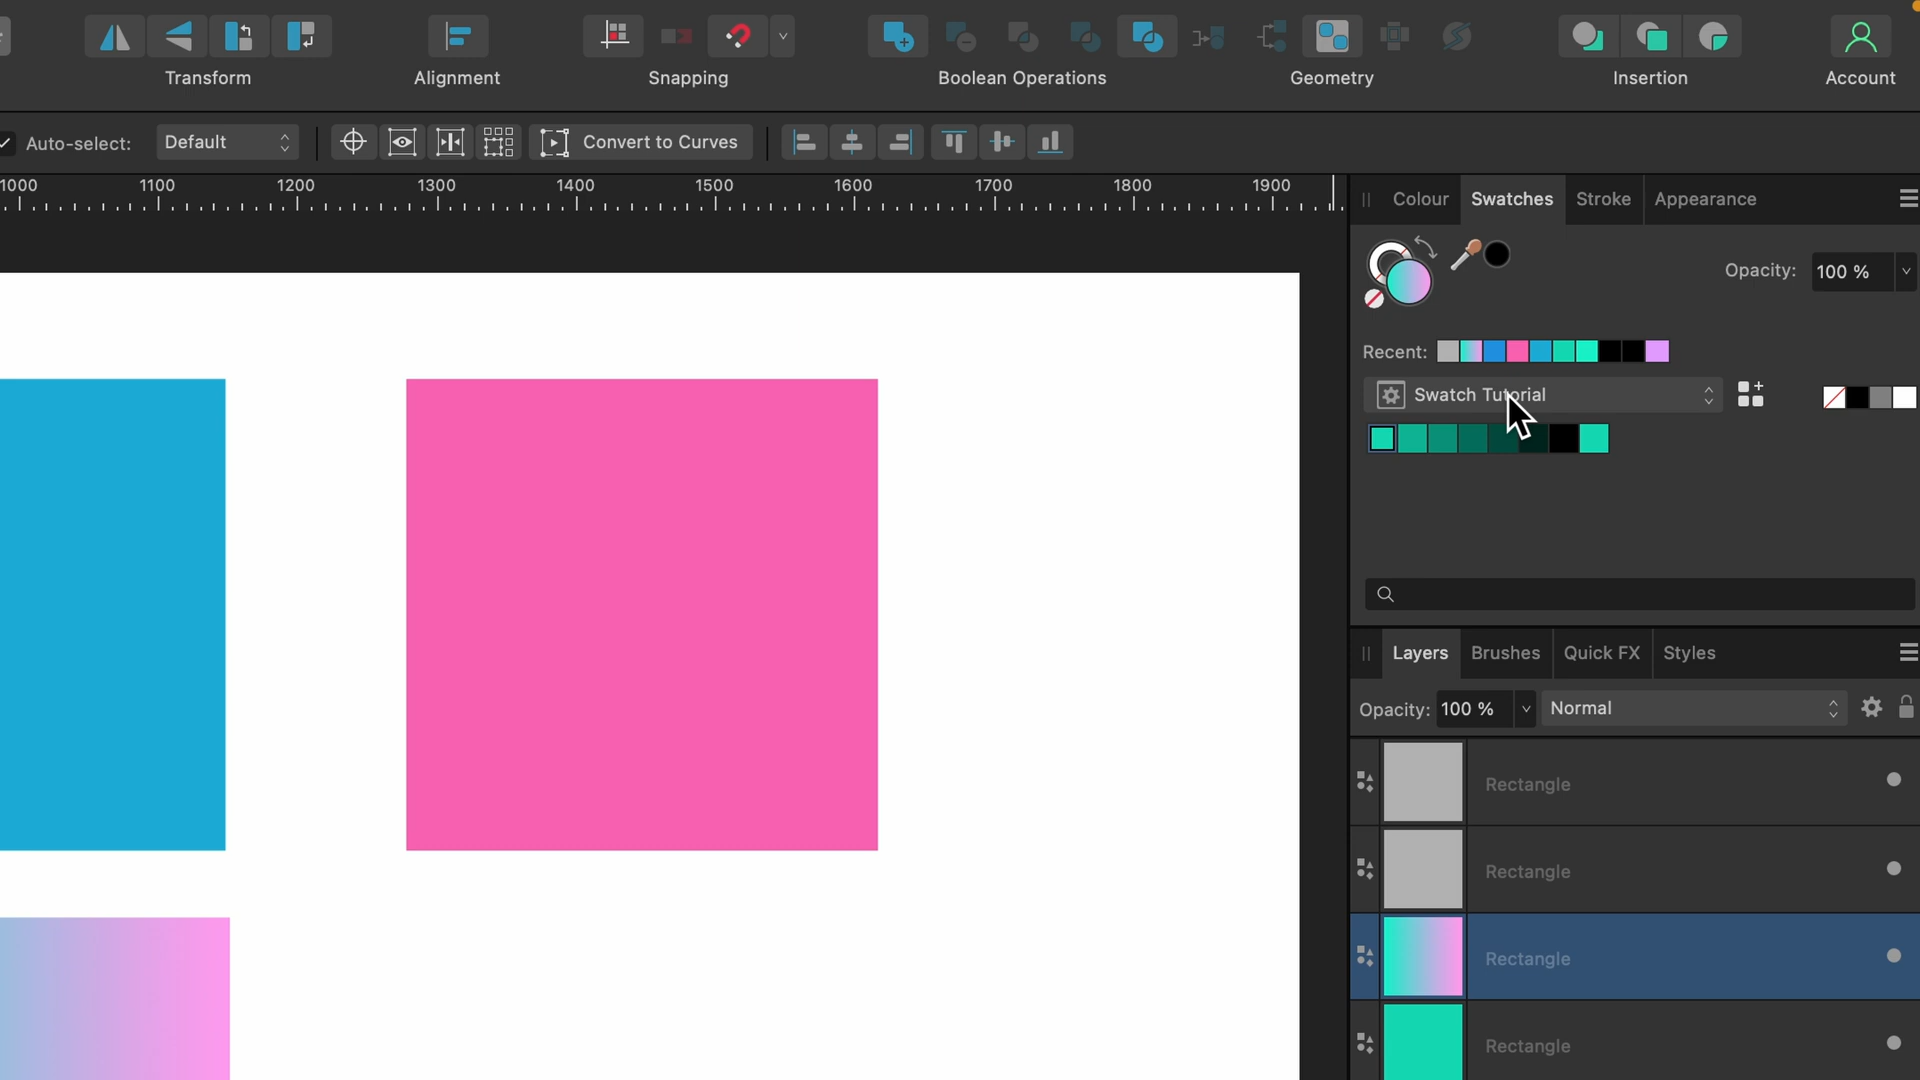 Transform Alignment Snapping Boolean Operations Geometry Insertion Account
Auto-select: Default Convert to Curves
1000 1100 1200 1300 1400 1500 1600 1700 1800 1900
Colour Swatches Stroke Appearance
Opacity: 100 %
Recent:
Swatch Tutorial
Layers Brushes Quick FX Styles
Opacity: 100 % Normal
Rectangle
Rectangle
Rectangle
Rectangle